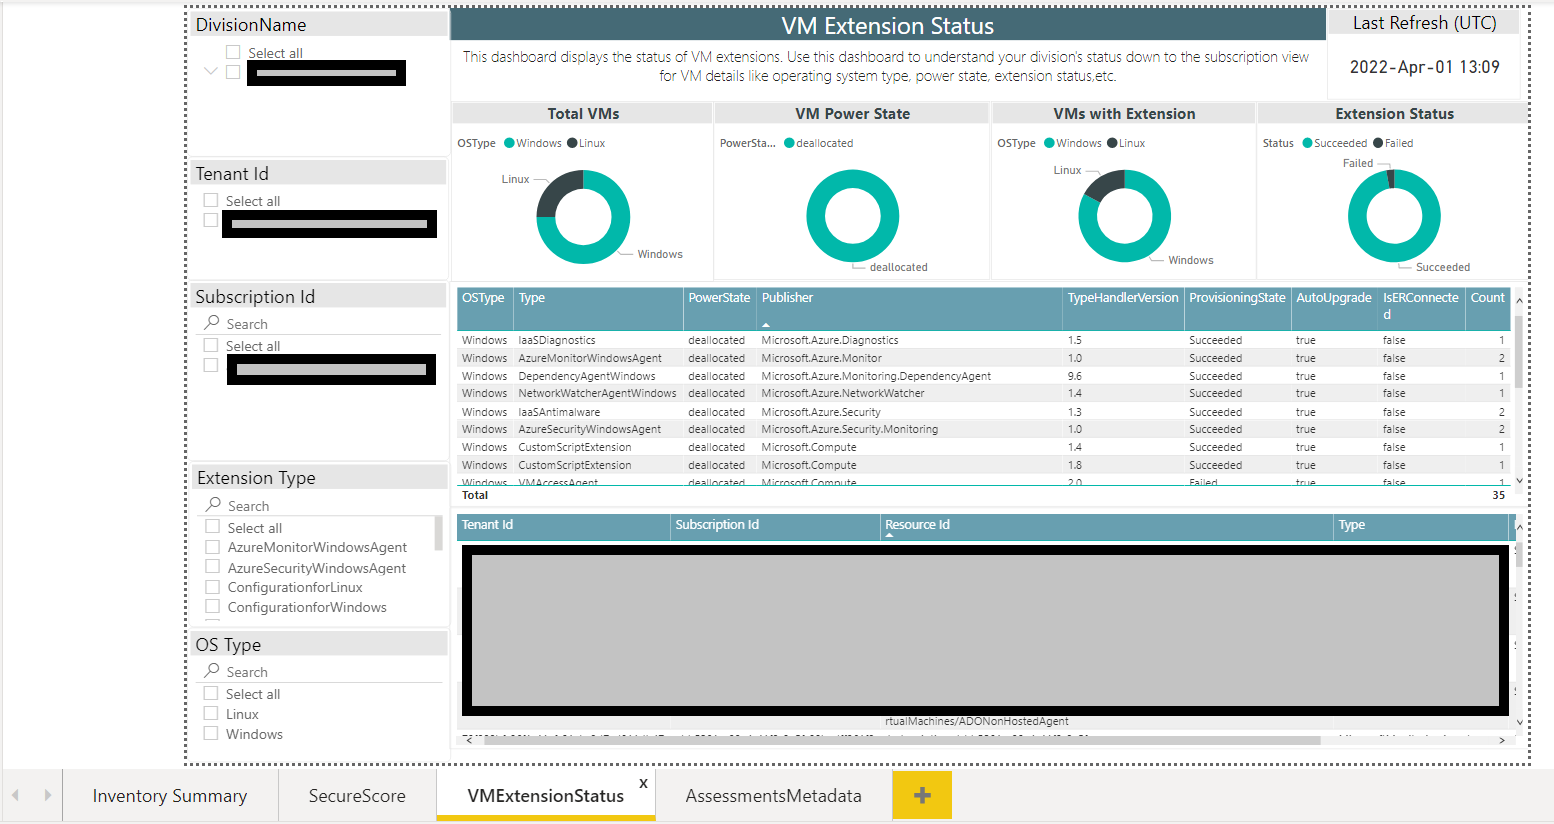 DivisionName
Select all
Tenant Id
Select all
Subscription Id
Search
Select all
Extension Type
Search
Select all
AzureMonitorWindowsAgent
AzureSecurityWindowsAgent
ConfigurationforLinux
ConfigurationforWindows
OS Type
Search
Select all
Linux
Windows
VM Extension Status
This dashboard displays the status of VM extensions. Use this dashboard to understand your division's status down to the subscription view
for VM details like operating system type, power state, extension status,etc.
Last Refresh (UTC)
2022-Apr-01 13:09
Total VMs
OSType Windows Linux
Linux
Windows
VM Power State
PowerSta... deallocated
deallocated
VMs with Extension
OSType Windows Linux
Linux
Windows
Extension Status
Status Succeeded Failed
Failed
Succeeded
OSType Type PowerState Publisher TypeHandlerVersion ProvisioningState AutoUpgrade IsERConnecte Count
d
Windows IaaSDiagnostics deallocated Microsoft.Azure.Diagnostics 1.5 Succeeded true false 1
Windows AzureMonitorWindowsAgent deallocated Microsoft.Azure.Monitor 1.0 Succeeded true false 2
Windows DependencyAgentWindows deallocated Microsoft.Azure.Monitoring.DependencyAgent 9.6 Succeeded true false 1
Windows NetworkWatcherAgentWindows deallocated Microsoft.Azure.NetworkWatcher 1.4 Succeeded true false 1
Windows IaaSAntimalware deallocated Microsoft.Azure.Security 1.3 Succeeded true false 2
Windows AzureSecurityWindowsAgent deallocated Microsoft.Azure.Security.Monitoring 1.0 Succeeded true false 2
Windows CustomScriptExtension deallocated Microsoft.Compute 1.4 Succeeded true false 1
Windows CustomScriptExtension deallocated Microsoft.Compute 1.8 Succeeded true false 1
Windows VMAccessAgent deallocated Microsoft.Compute 2.0 Failed true false 1
Total 35
Tenant Id Subscription Id Resource Id Type
rtualMachines/ADONonHostedAgent
Inventory Summary
SecureScore
VMExtensionStatus x
AssessmentsMetadata
+